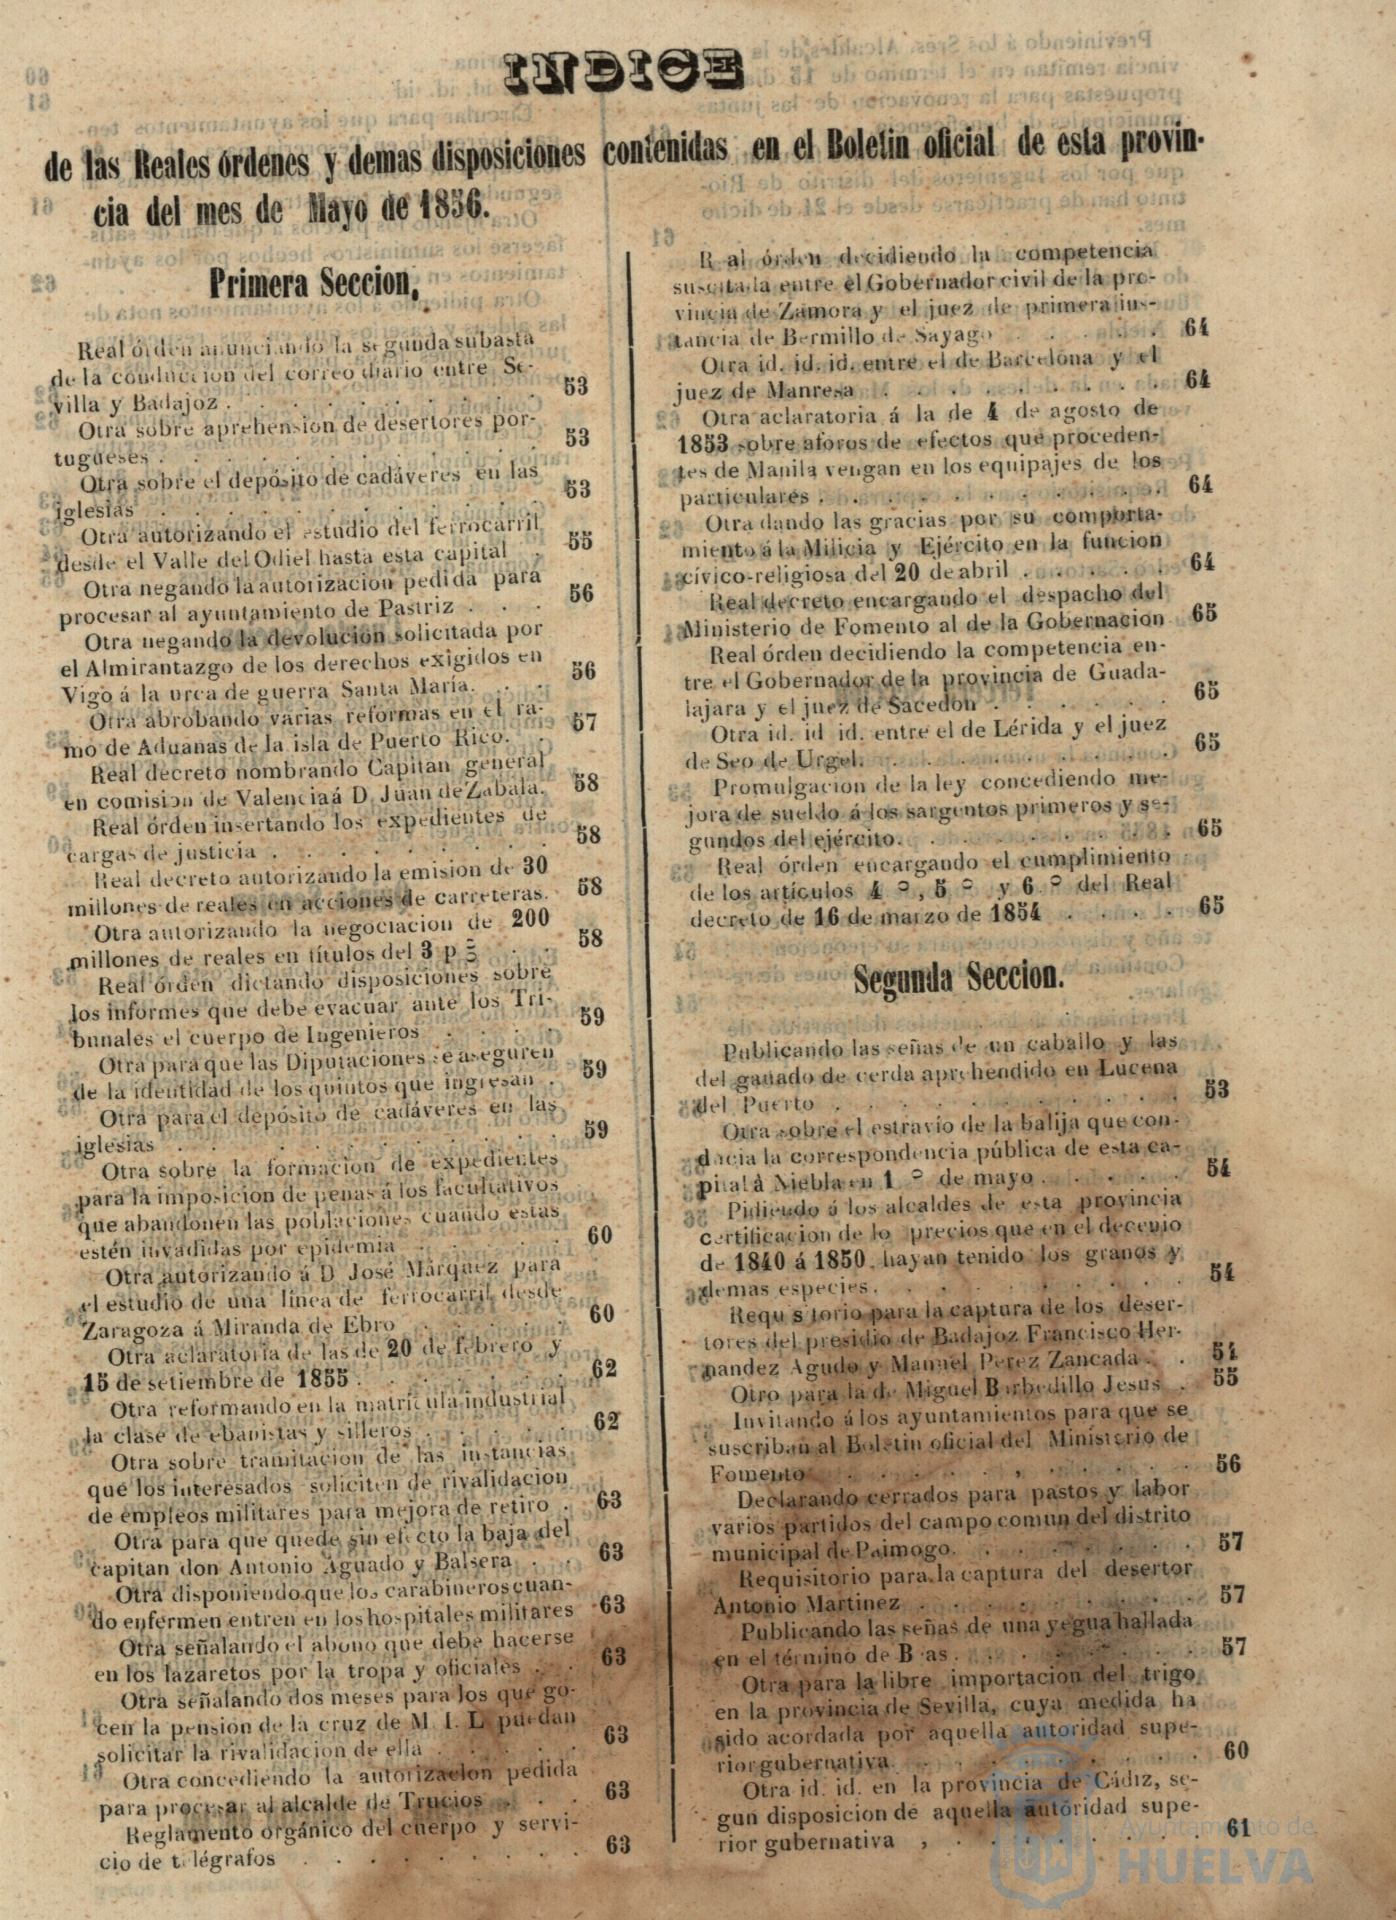 INDICE
de las Reales órdenes y demas disposiciones contenidas en el Boletin oficial de esta provin-
cia del mes de Mayo de 1856.
Primera Seccion,
Real órden anunciando la segunda subasta
de la conduccion del correo diario entre Se-
villa y Badajoz . . . . . . . . . 53
Otra sobre aprehension de desertores por-
tugueses . . . . . . . . . . 53
Otra sobre el depósito de cadáveres en las
iglesias . . . . . . . . . . 53
Otra autorizando el estudio del ferrocarril
desde el Valle del Odiel hasta esta capital . 55
Otra negando la autorizacion pedida para
procesar al ayuntamiento de Pastriz . . . 56
Otra negando la devolucion solicitada por
el Almirantazgo de los derechos exigidos en
Vigo á la urca de guerra Santa María. . . 56
Otra abrobando varias reformas en el ra-
mo de Aduanas de la isla de Puerto Rico. . 57
Real decreto nombrando Capitan general
en comision de Valenciaá D. Juan de Zabala. 58
Real órden insertando los expedientes de
cargas de justicia . . . . . . . . 58
Real decreto autorizando la emision de 30
millones de reales en acciones de carreteras. 58
Otra autorizando la negociacion de 200
millones de reales en títulos del 3 p . . 58
Real órden dictando disposiciones sobre
los informes que debe evacuar ante los Tri-
bunales el cuerpo de Ingenieros . . . . 59
Otra para que las Diputaciones se aseguren
de la identidad de los quintos que ingresan . 59
Otra para el depósito de cadáveres en las
iglesias . . . . . . . . . . 59
Otra sobre la formacion de expedientes
para la imposicion de penas á los facultativos
que abandonen las poblaciones cuando estas
estén invadidas por epidemia . . . . . 60
Otra autorizando á D José Márquez para
el estudio de una línea de ferrocarril desde
Zaragoza á Miranda de Ebro . . . . . 60
Otra aclaratoria de las de 20 de febrero y
15 de setiembre de 1855 . . . . . . 62
Otra reformando en la matrícula industrial
la clase de ebanistas y silleros . . . . . 62
Otra sobre tramitacion de las instancias
que los interesados soliciten de rivalidacion
de empleos militares para mejora de retiro . 63
Otra para que quede sin efecto la baja del
capitan don Antonio Aguado y Balsera . . 63
Otra disponiendo que los carabineros cuan-
do enfermen entren en los hospitales militares 63
Otra señalando el abono que debe hacerse
en los lazaretos por la tropa y oficiales . . 63
Otra señalando dos meses para los que go-
cen la pension de la cruz de M. I. L. puedan
solicitar la rivalidacion de ella . . . . . 63
Otra concediendo la autorizacion pedida
para procesar al alcalde de Trucios . . . 63
Reglamento orgánico del cuerpo y servi-
cio de telégrafos . . . . . . . . 63
R al órden decidiendo la competencia
suscitada entre el Gobernador civil de la pro-
vincia de Zamora y el juez de primera ins-
tancia de Bermillo de Sayago . . . . 64
Otra id. id. id. entre el de Barcelona y el
juez de Manresa . . . . . . . . 64
Otra aclaratoria á la de 4 de agosto de
1853 sobre aforos de efectos que proceden-
tes de Manila vengan en los equipajes de los
particulares . . . . . . . . . . 64
Otra dando las gracias por su comporta-
miento á la Milicia y Ejército en la funcion
cívico-religiosa del 20 de abril . . . . . 64
Real decreto encargando el despacho del
Ministerio de Fomento al de la Gobernacion 65
Real órden decidiendo la competencia en-
tre el Gobernador de la provincia de Guada-
lajara y el juez de Sacedon . . . . . . 65
Otra id. id id. entre el de Lérida y el juez
de Seo de Urgel. . . . . . . . . 65
Promulgacion de la ley concediendo me-
jora de sueldo á los sargentos primeros y se-
gundos del ejército. . . . . . . . 65
Real órden encargando el cumplimiento
de los artículos 4 º, 5 º y 6.º del Real
decreto de 16 de marzo de 1854 . . . . 65
Segunda Seccion.
Publicando las señas de un caballo y las
del ganado de cerda aprehendido en Lucena
del Puerto . . . . . . . . . . 53
Otra sobre el estravio de la balija que con-
ducia la correspondencia pública de esta ca-
pital á Niebla en 1 º de mayo . . . . . 54
Pidiendo á los alcaldes de esta provincia
certificacion de lo precios que en el decenio
de 1840 á 1850, hayan tenido los granos y
demas especies. . . . . . . . . 54
Requ sitorio para la captura de los deser-
tores del presidio de Badajoz Francisco Her-
nandez Agudo y Manuel Perez Zancada . . 54
Otro para la de Miguel Barbedillo Jesus . 55
Invitando á los ayuntamientos para que se
suscriban al Boletin oficial del Ministerio de
Fomento . . . . . . . . . . 56
Declarando cerrados para pastos y labor
varios partidos del campo comun del distrito
municipal de Paimogo. . . . . . . . 57
Requisitorio para la captura del desertor
Antonio Martinez . . . . . . . . 57
Publicando las señas de una yegua hallada
en el término de B as . . . . . . . 57
Otra para la libre importacion del trigo
en la provincia de Sevilla, cuya medida ha
sido acordada por aquella autoridad supe-
rior gubernativa. . . . . . . . . 60
Otra id. id. en la provincia de Cádiz, se-
gun disposicion de aquella autoridad supe-
rior gubernativa , . . . . . . . . 61
Ayuntamiento de
HUELVA